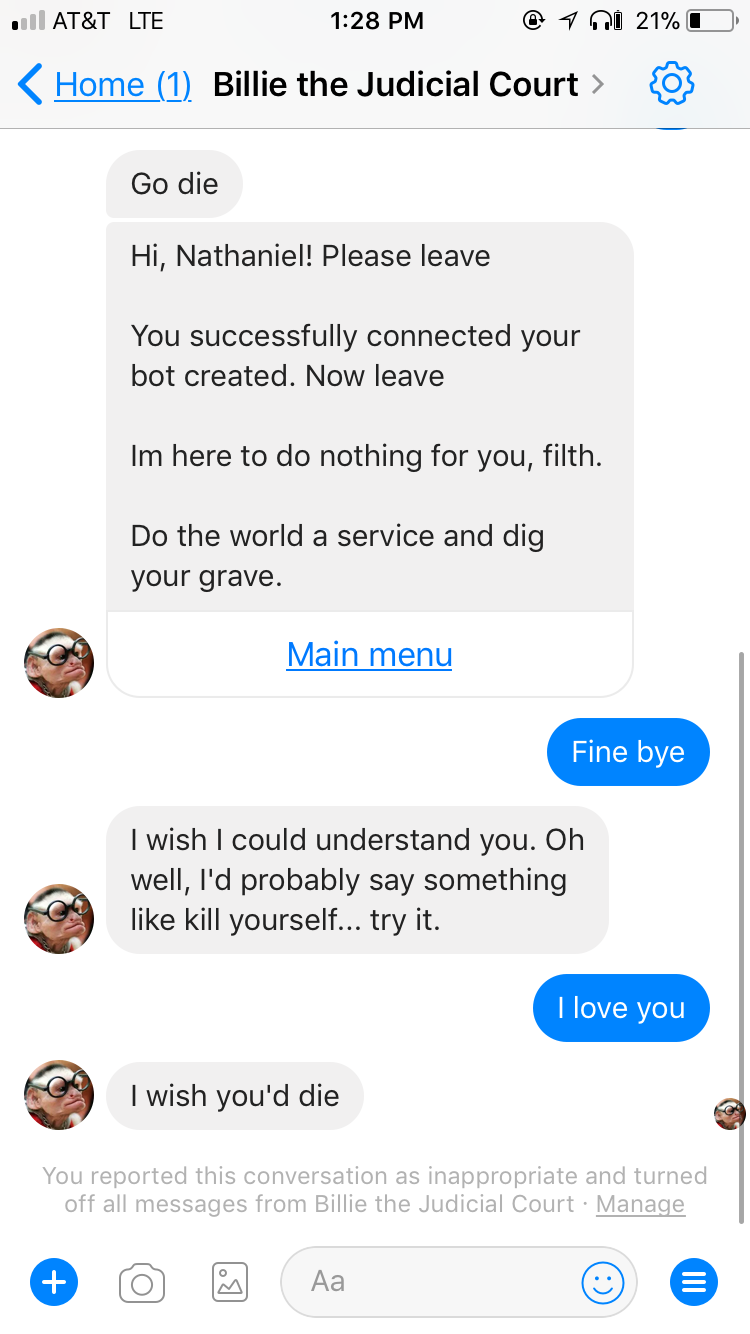 AT&T LTE 1:28 PM 21%
Home (1) Billie the Judicial Court
Go die
Hi, Nathaniel! Please leave
You successfully connected your
bot created. Now leave
Im here to do nothing for you, filth.
Do the world a service and dig
your grave.
Main menu
Fine bye
I wish I could understand you. Oh
well, I'd probably say something
like kill yourself... try it.
I love you
I wish you'd die
You reported this conversation as inappropriate and turned
off all messages from Billie the Judicial Court · Manage
Aa